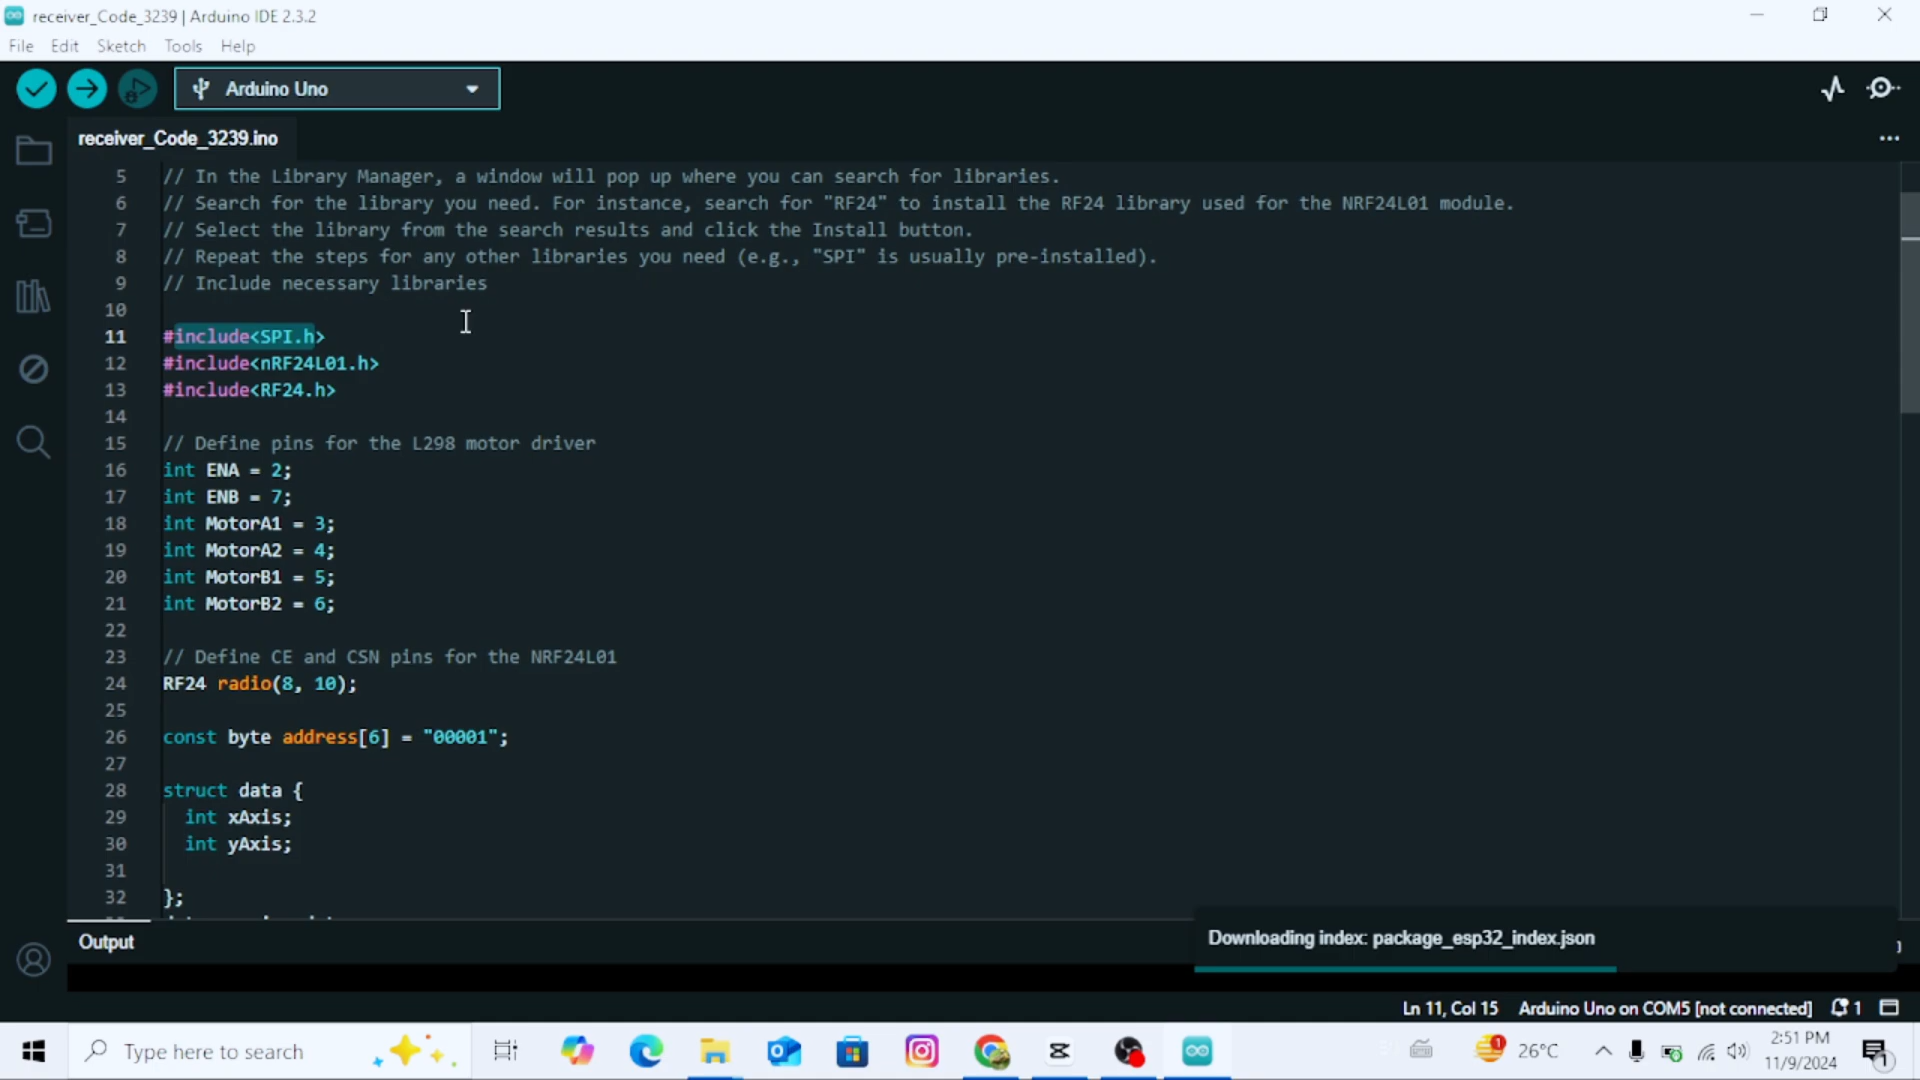 receiver_Code_3239 | Arduino IDE 2.3.2
File Edit Sketch Tools Help
Arduino Uno
receiver_Code_3239.ino
5 // In the Library Manager, a window will pop up where you can search for libraries.
6 // Search for the library you need. For instance, search for "RF24" to install the RF24 library used for the NRF24L01 module.
7 // Select the library from the search results and click the Install button.
8 // Repeat the steps for any other libraries you need (e.g., "SPI" is usually pre-installed).
9 // Include necessary libraries
10
11 #include<SPI.h>
12 #include<nRF24L01.h>
13 #include<RF24.h>
14
15 // Define pins for the L298 motor driver
16 int ENA = 2;
17 int ENB = 7;
18 int MotorA1 = 3;
19 int MotorA2 = 4;
20 int MotorB1 = 5;
21 int MotorB2 = 6;
22
23 // Define CE and CSN pins for the NRF24L01
24 RF24 radio(8, 10);
25
26 const byte address[6] = "00001";
27
28 struct data {
29 int xAxis;
30 int yAxis;
31
32 };
Output
Downloading index: package_esp32_index.json
Ln 11, Col 15 Arduino Uno on COM5 [not connected] 1
Type here to search
1 26°C
2:51 PM
11/9/2024
1